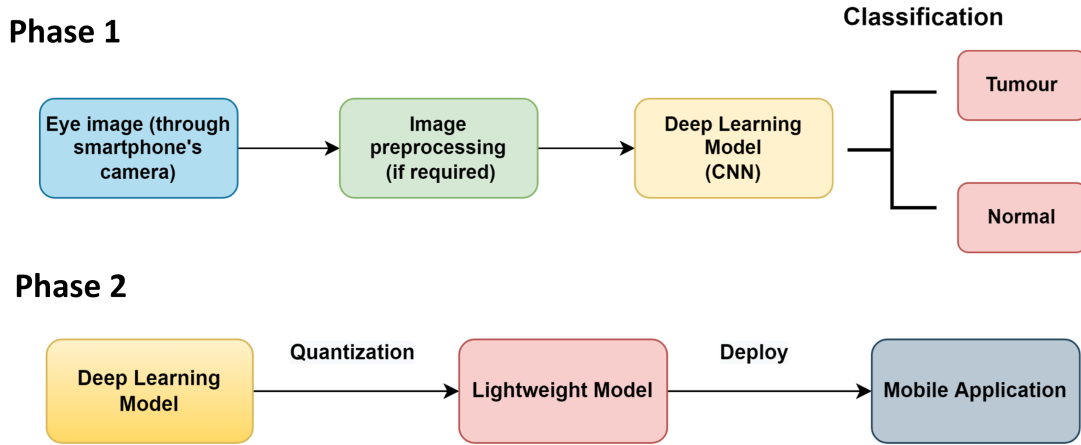 Phase 1
Classification
Eye image (through
smartphone's
camera)
Image
preprocessing
(if required)
Deep Learning
Model
(CNN)
Tumour
Normal
Phase 2
Deep Learning
Model
Quantization
Lightweight Model
Deploy
Mobile Application